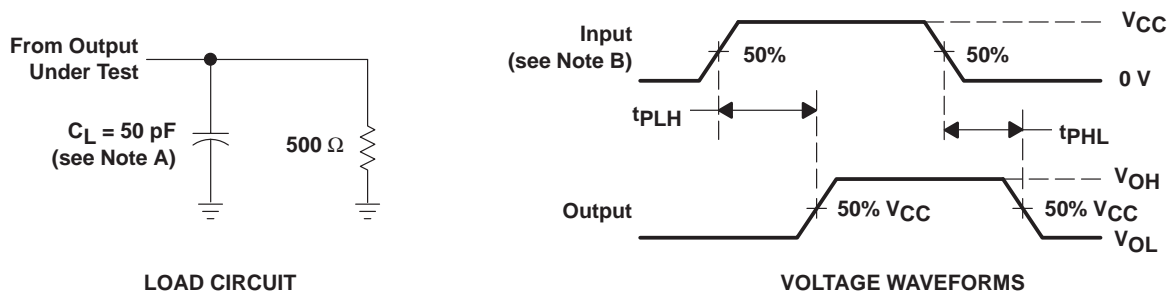 From Output
Under Test
C_L = 50 pF
(see Note A)
500 Ω
LOAD CIRCUIT
Input
(see Note B)
50%
50%
V_CC
0 V
t_PLH
t_PHL
Output
50% V_CC
50% V_CC
V_OH
V_OL
VOLTAGE WAVEFORMS